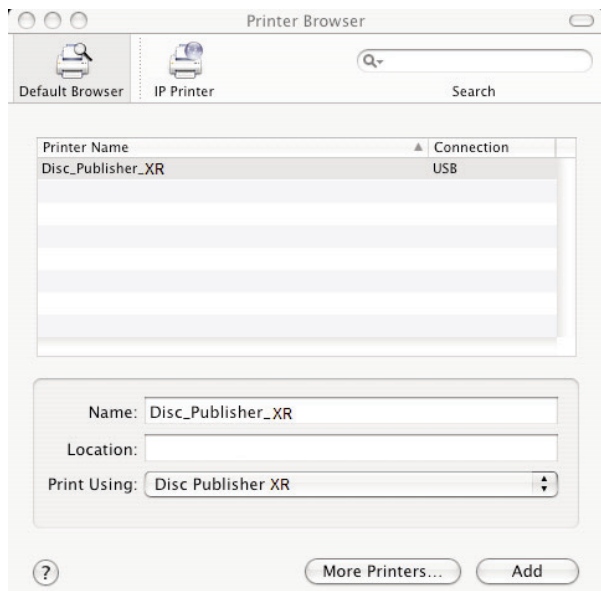 Printer Browser
Default Browser
IP Printer
Search
Printer Name Connection
Disc_Publisher_XR USB
Name: Disc_Publisher_XR
Location:
Print Using: Disc Publisher XR
? More Printers... Add